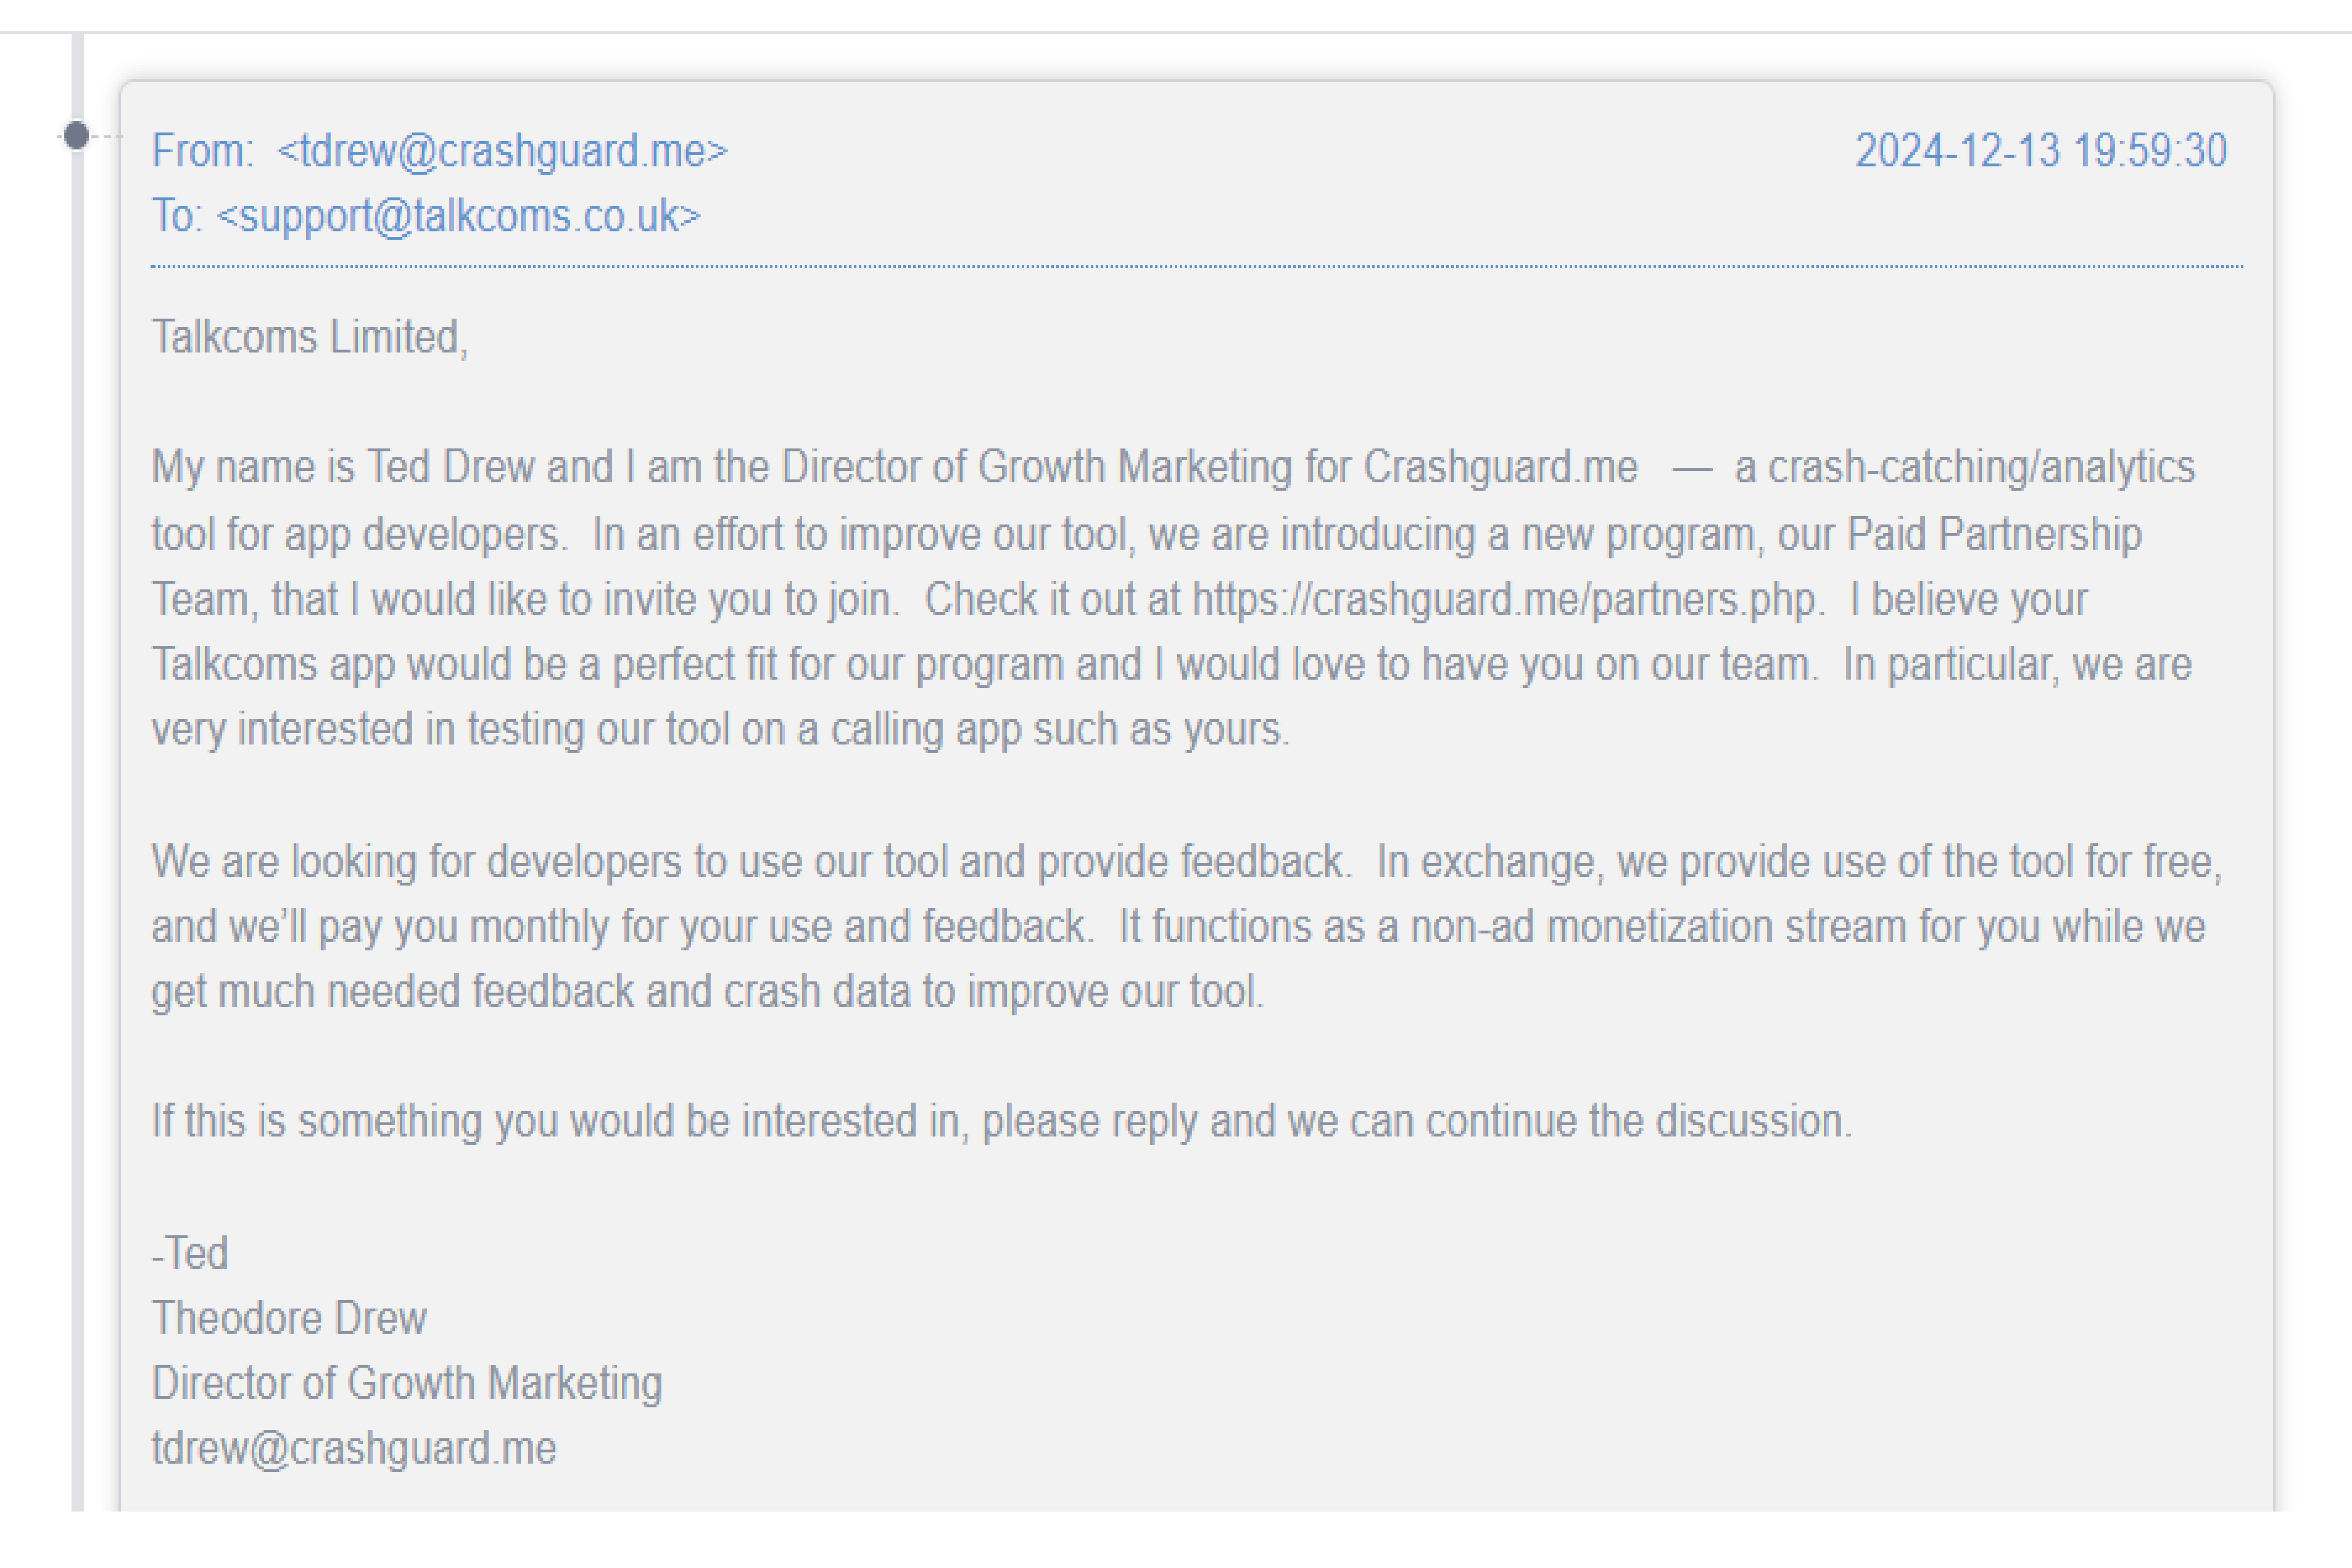 From:  <tdrew@crashguard.me>
2024-12-13 19:59:30
To: <support@talkcoms.co.uk>
Talkcoms Limited,
My name is Ted Drew and I am the Director of Growth Marketing for Crashguard.me   —  a crash-catching/analytics
tool for app developers.  In an effort to improve our tool, we are introducing a new program, our Paid Partnership
Team, that I would like to invite you to join.  Check it out at https://crashguard.me/partners.php.  I believe your
Talkcoms app would be a perfect fit for our program and I would love to have you on our team.  In particular, we are
very interested in testing our tool on a calling app such as yours.
We are looking for developers to use our tool and provide feedback.  In exchange, we provide use of the tool for free,
and we’ll pay you monthly for your use and feedback.  It functions as a non-ad monetization stream for you while we
get much needed feedback and crash data to improve our tool.
If this is something you would be interested in, please reply and we can continue the discussion.
-Ted
Theodore Drew
Director of Growth Marketing
tdrew@crashguard.me